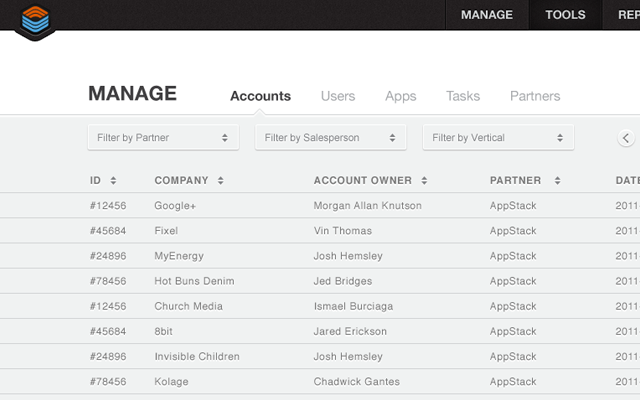 MANAGE TOOLS REP
MANAGE Accounts Users Apps Tasks Partners
Filter by Partner Filter by Salesperson Filter by Vertical
ID COMPANY ACCOUNT OWNER PARTNER DATE
#12456 Google+ Morgan Allan Knutson AppStack 2011
#45684 Fixel Vin Thomas AppStack 2011
#24896 MyEnergy Josh Hemsley AppStack 2011
#78456 Hot Buns Denim Jed Bridges AppStack 2011
#12456 Church Media Ismael Burciaga AppStack 2011
#45684 8bit Jared Erickson AppStack 2011
#24896 Invisible Children Josh Hemsley AppStack 2011
#78456 Kolage Chadwick Gantes AppStack 2011